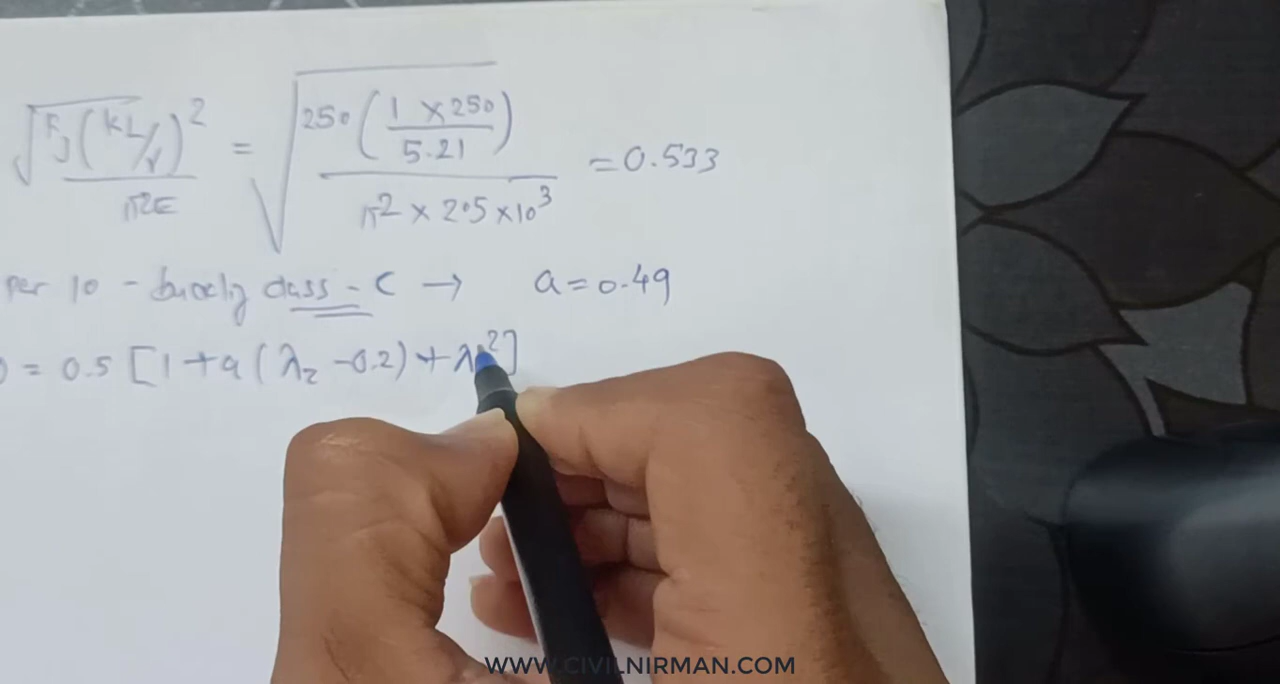 √Fy(KL/r)² / π²E = √250(1 × 250 / 5.21) / π² × 2.05 × 10³ = 0.533
per 10 - buckling class - C → a = 0.49
= 0.5 [1 + a (λz - 0.2) + λ²]
WWW.CIVILNIRMAN.COM